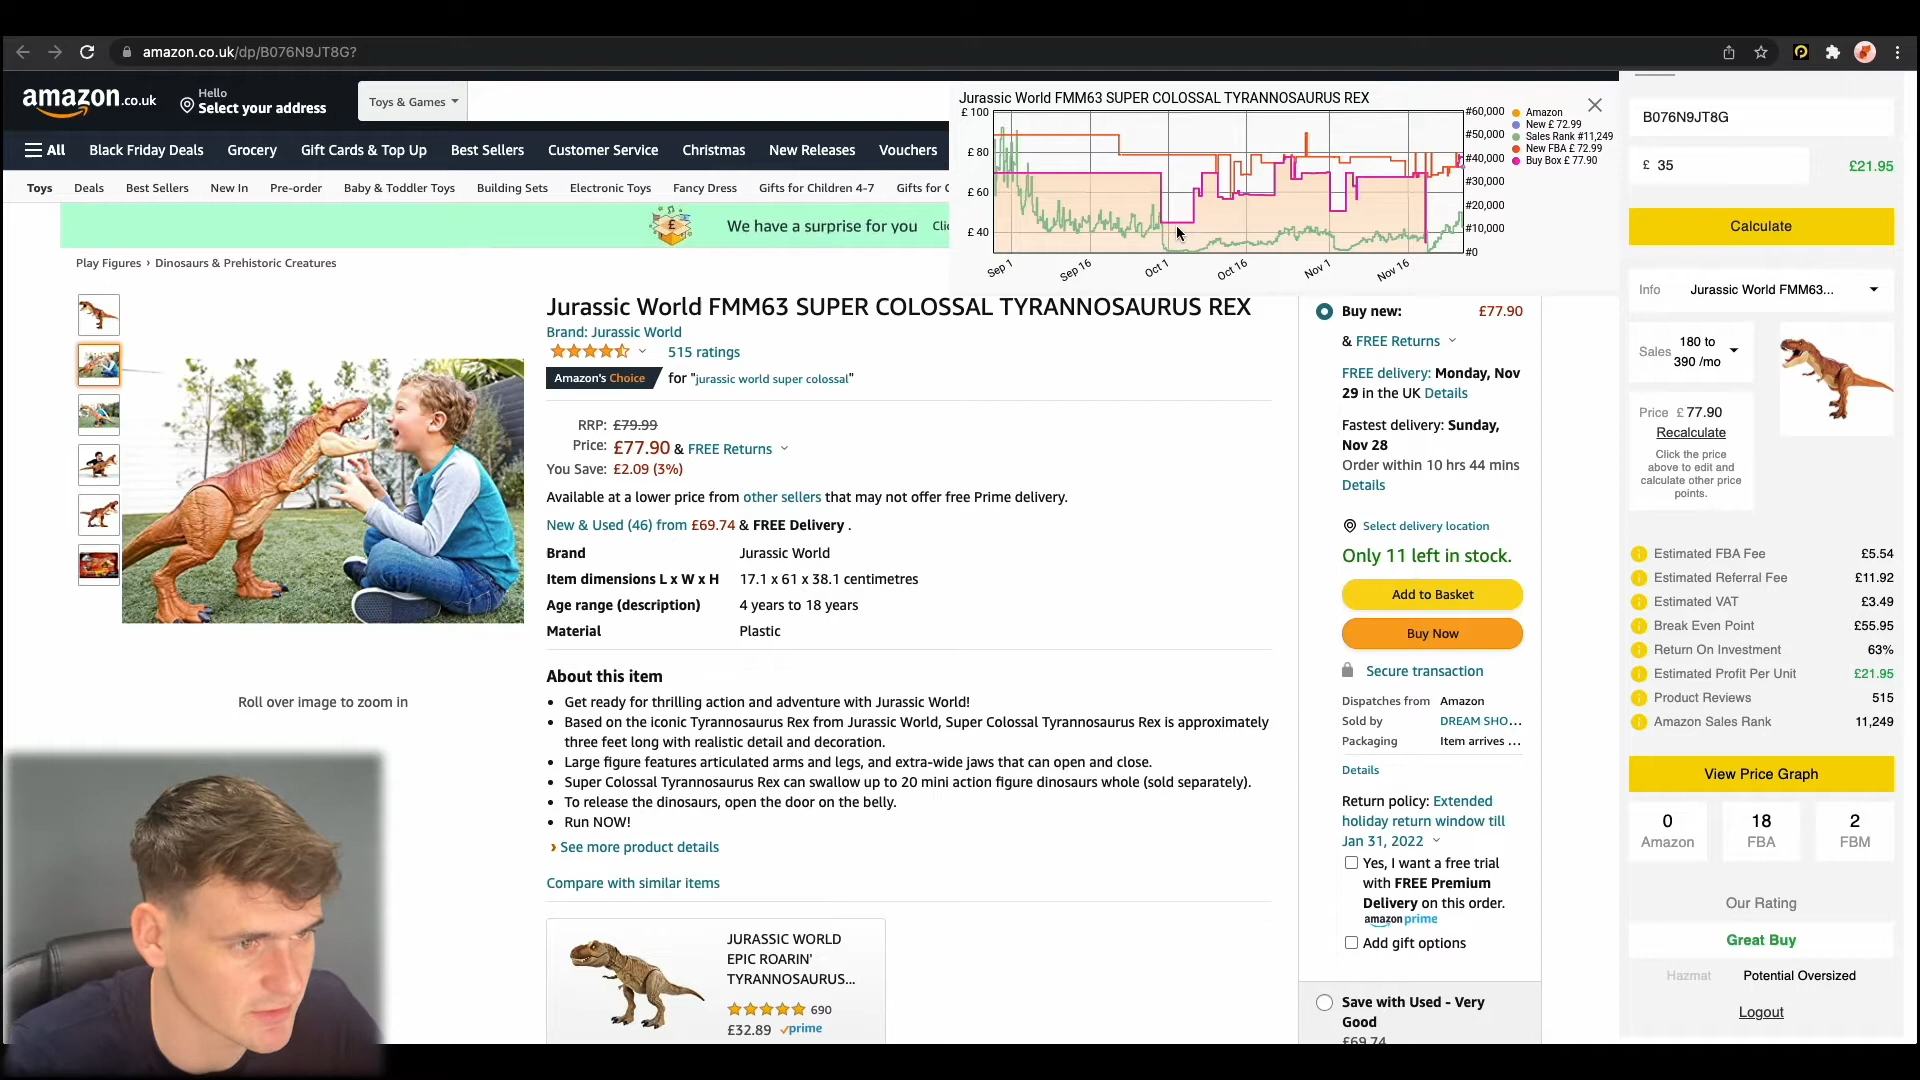 amazon.co.uk/dp/B076N9JT8G?
amazon.co.uk
Hello
Select your address
Toys & Games
All
Black Friday Deals
Grocery
Gift Cards & Top Up
Best Sellers
Customer Service
Christmas
New Releases
Vouchers
Toys
Deals
Best Sellers
New In
Pre-order
Baby & Toddler Toys
Building Sets
Electronic Toys
Fancy Dress
Gifts for Children 4-7
Gifts for C
We have a surprise for you
Clic
Play Figures › Dinosaurs & Prehistoric Creatures
Jurassic World FMM63 SUPER COLOSSAL TYRANNOSAURUS REX
£ 100
£ 80
£ 60
£ 40
#60,000
#50,000
#40,000
#30,000
#20,000
#10,000
#0
Sep 1
Sep 16
Oct 1
Oct 16
Nov 1
Nov 16
Amazon
New £ 72.99
Sales Rank #11,249
New FBA £ 72.99
Buy Box £ 77.90
Jurassic World FMM63 SUPER COLOSSAL TYRANNOSAURUS REX
Brand: Jurassic World
515 ratings
Amazon's Choice for "jurassic world super colossal"
RRP: £79.99
Price: £77.90 & FREE Returns
You Save: £2.09 (3%)
Available at a lower price from other sellers that may not offer free Prime delivery.
New & Used (46) from £69.74 & FREE Delivery .
Brand Jurassic World
Item dimensions L x W x H 17.1 x 61 x 38.1 centimetres
Age range (description) 4 years to 18 years
Material Plastic
About this item
• Get ready for thrilling action and adventure with Jurassic World!
• Based on the iconic Tyrannosaurus Rex from Jurassic World, Super Colossal Tyrannosaurus Rex is approximately
three feet long with realistic detail and decoration.
• Large figure features articulated arms and legs, and extra-wide jaws that can open and close.
• Super Colossal Tyrannosaurus Rex can swallow up to 20 mini action figure dinosaurs whole (sold separately).
• To release the dinosaurs, open the door on the belly.
• Run NOW!
› See more product details
Compare with similar items
Roll over image to zoom in
JURASSIC WORLD
EPIC ROARIN'
TYRANNOSAURUS...
690
£32.89 prime
Buy new: £77.90
& FREE Returns
FREE delivery: Monday, Nov
29 in the UK Details
Fastest delivery: Sunday,
Nov 28
Order within 10 hrs 44 mins
Details
Select delivery location
Only 11 left in stock.
Add to Basket
Buy Now
Secure transaction
Dispatches from Amazon
Sold by DREAM SHO...
Packaging Item arrives ...
Details
Return policy: Extended
holiday return window till
Jan 31, 2022
Yes, I want a free trial
with FREE Premium
Delivery on this order.
amazon prime
Add gift options
Save with Used - Very
Good
£69.74
B076N9JT8G
£ 35
£21.95
Calculate
Info Jurassic World FMM63...
Sales 180 to
390 /mo
Price £ 77.90
Recalculate
Click the price
above to edit and
calculate other price
points.
Estimated FBA Fee £5.54
Estimated Referral Fee £11.92
Estimated VAT £3.49
Break Even Point £55.95
Return On Investment 63%
Estimated Profit Per Unit £21.95
Product Reviews 515
Amazon Sales Rank 11,249
View Price Graph
0 18 2
Amazon FBA FBM
Our Rating
Great Buy
Hazmat Potential Oversized
Logout